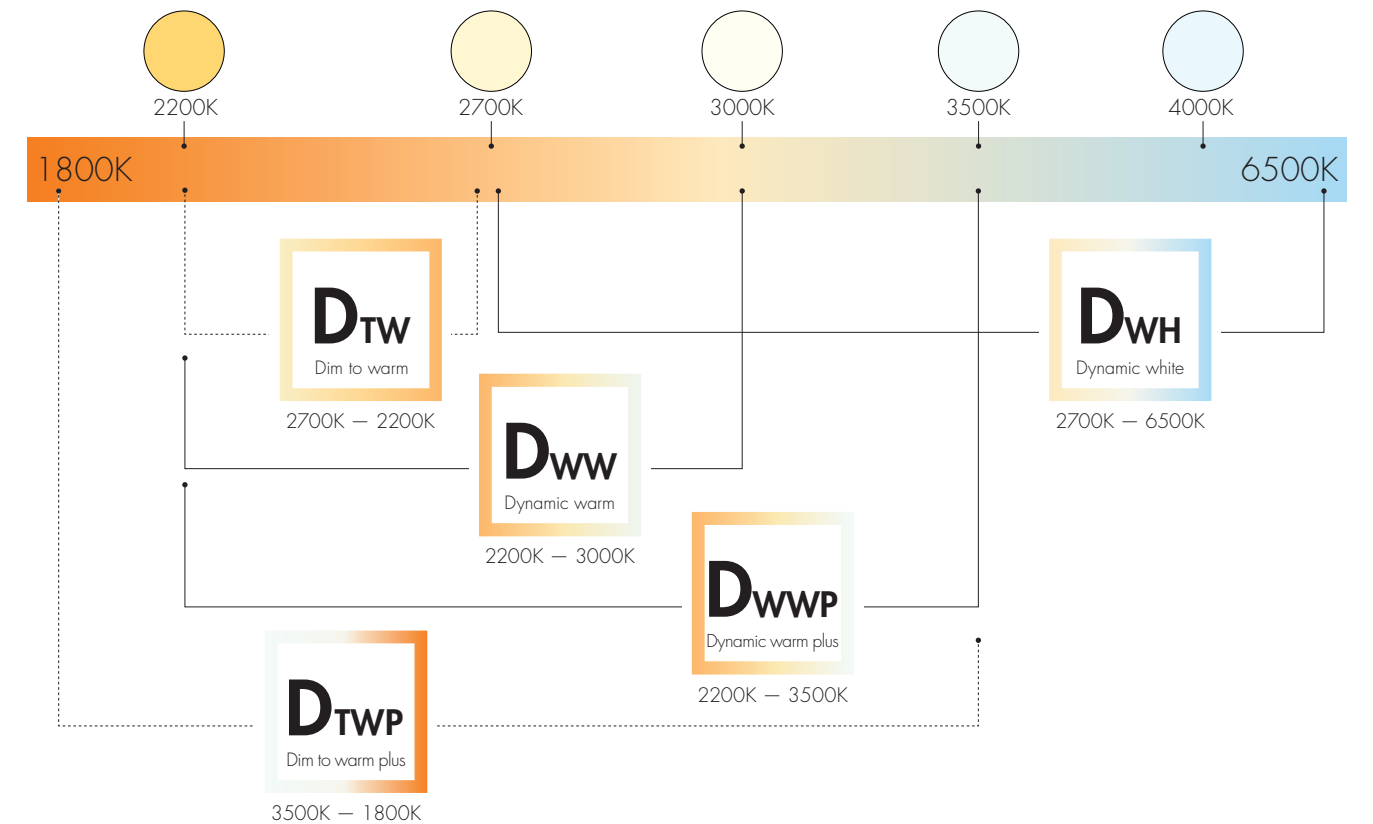 2200K
2700K
3000K
3500K
4000K
1800K
6500K
DTW
Dim to warm
2700K — 2200K
DWH
Dynamic white
2700K — 6500K
DWW
Dynamic warm
2200K — 3000K
DWWP
Dynamic warm plus
2200K — 3500K
DTWP
Dim to warm plus
3500K — 1800K